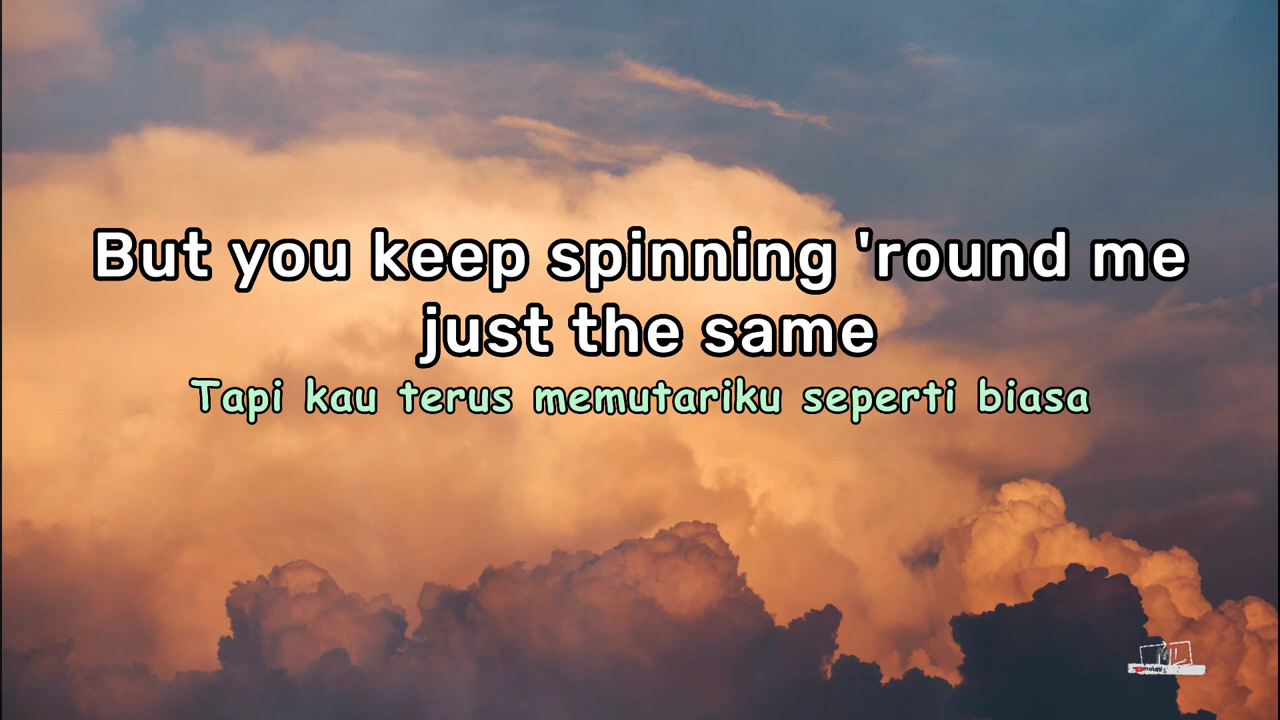 But you keep spinning 'round me
just the same
Tapi kau terus memutariku seperti biasa